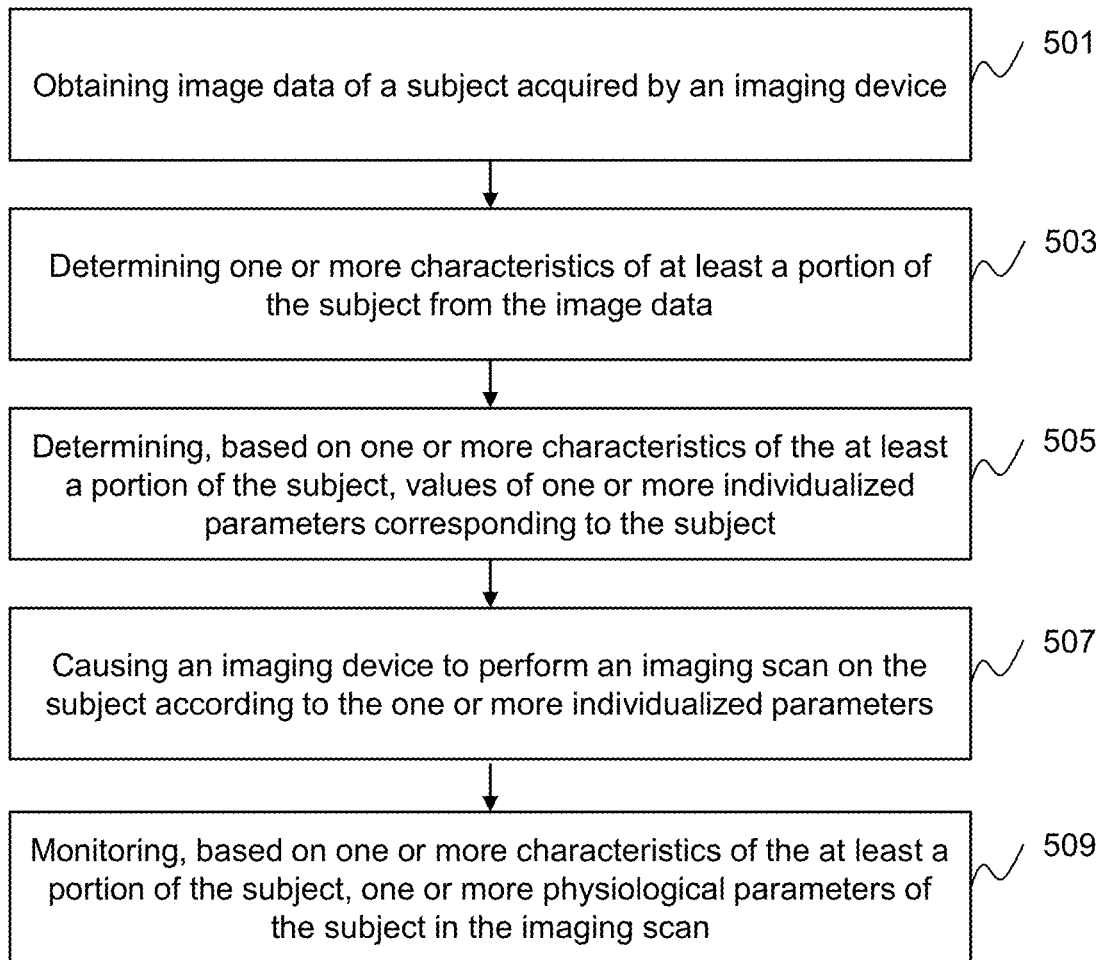 Obtaining image data of a subject acquired by an imaging device
501
Determining one or more characteristics of at least a portion of
the subject from the image data
503
Determining, based on one or more characteristics of the at least
a portion of the subject, values of one or more individualized
parameters corresponding to the subject
505
Causing an imaging device to perform an imaging scan on the
subject according to the one or more individualized parameters
507
Monitoring, based on one or more characteristics of the at least a
portion of the subject, one or more physiological parameters of
the subject in the imaging scan
509